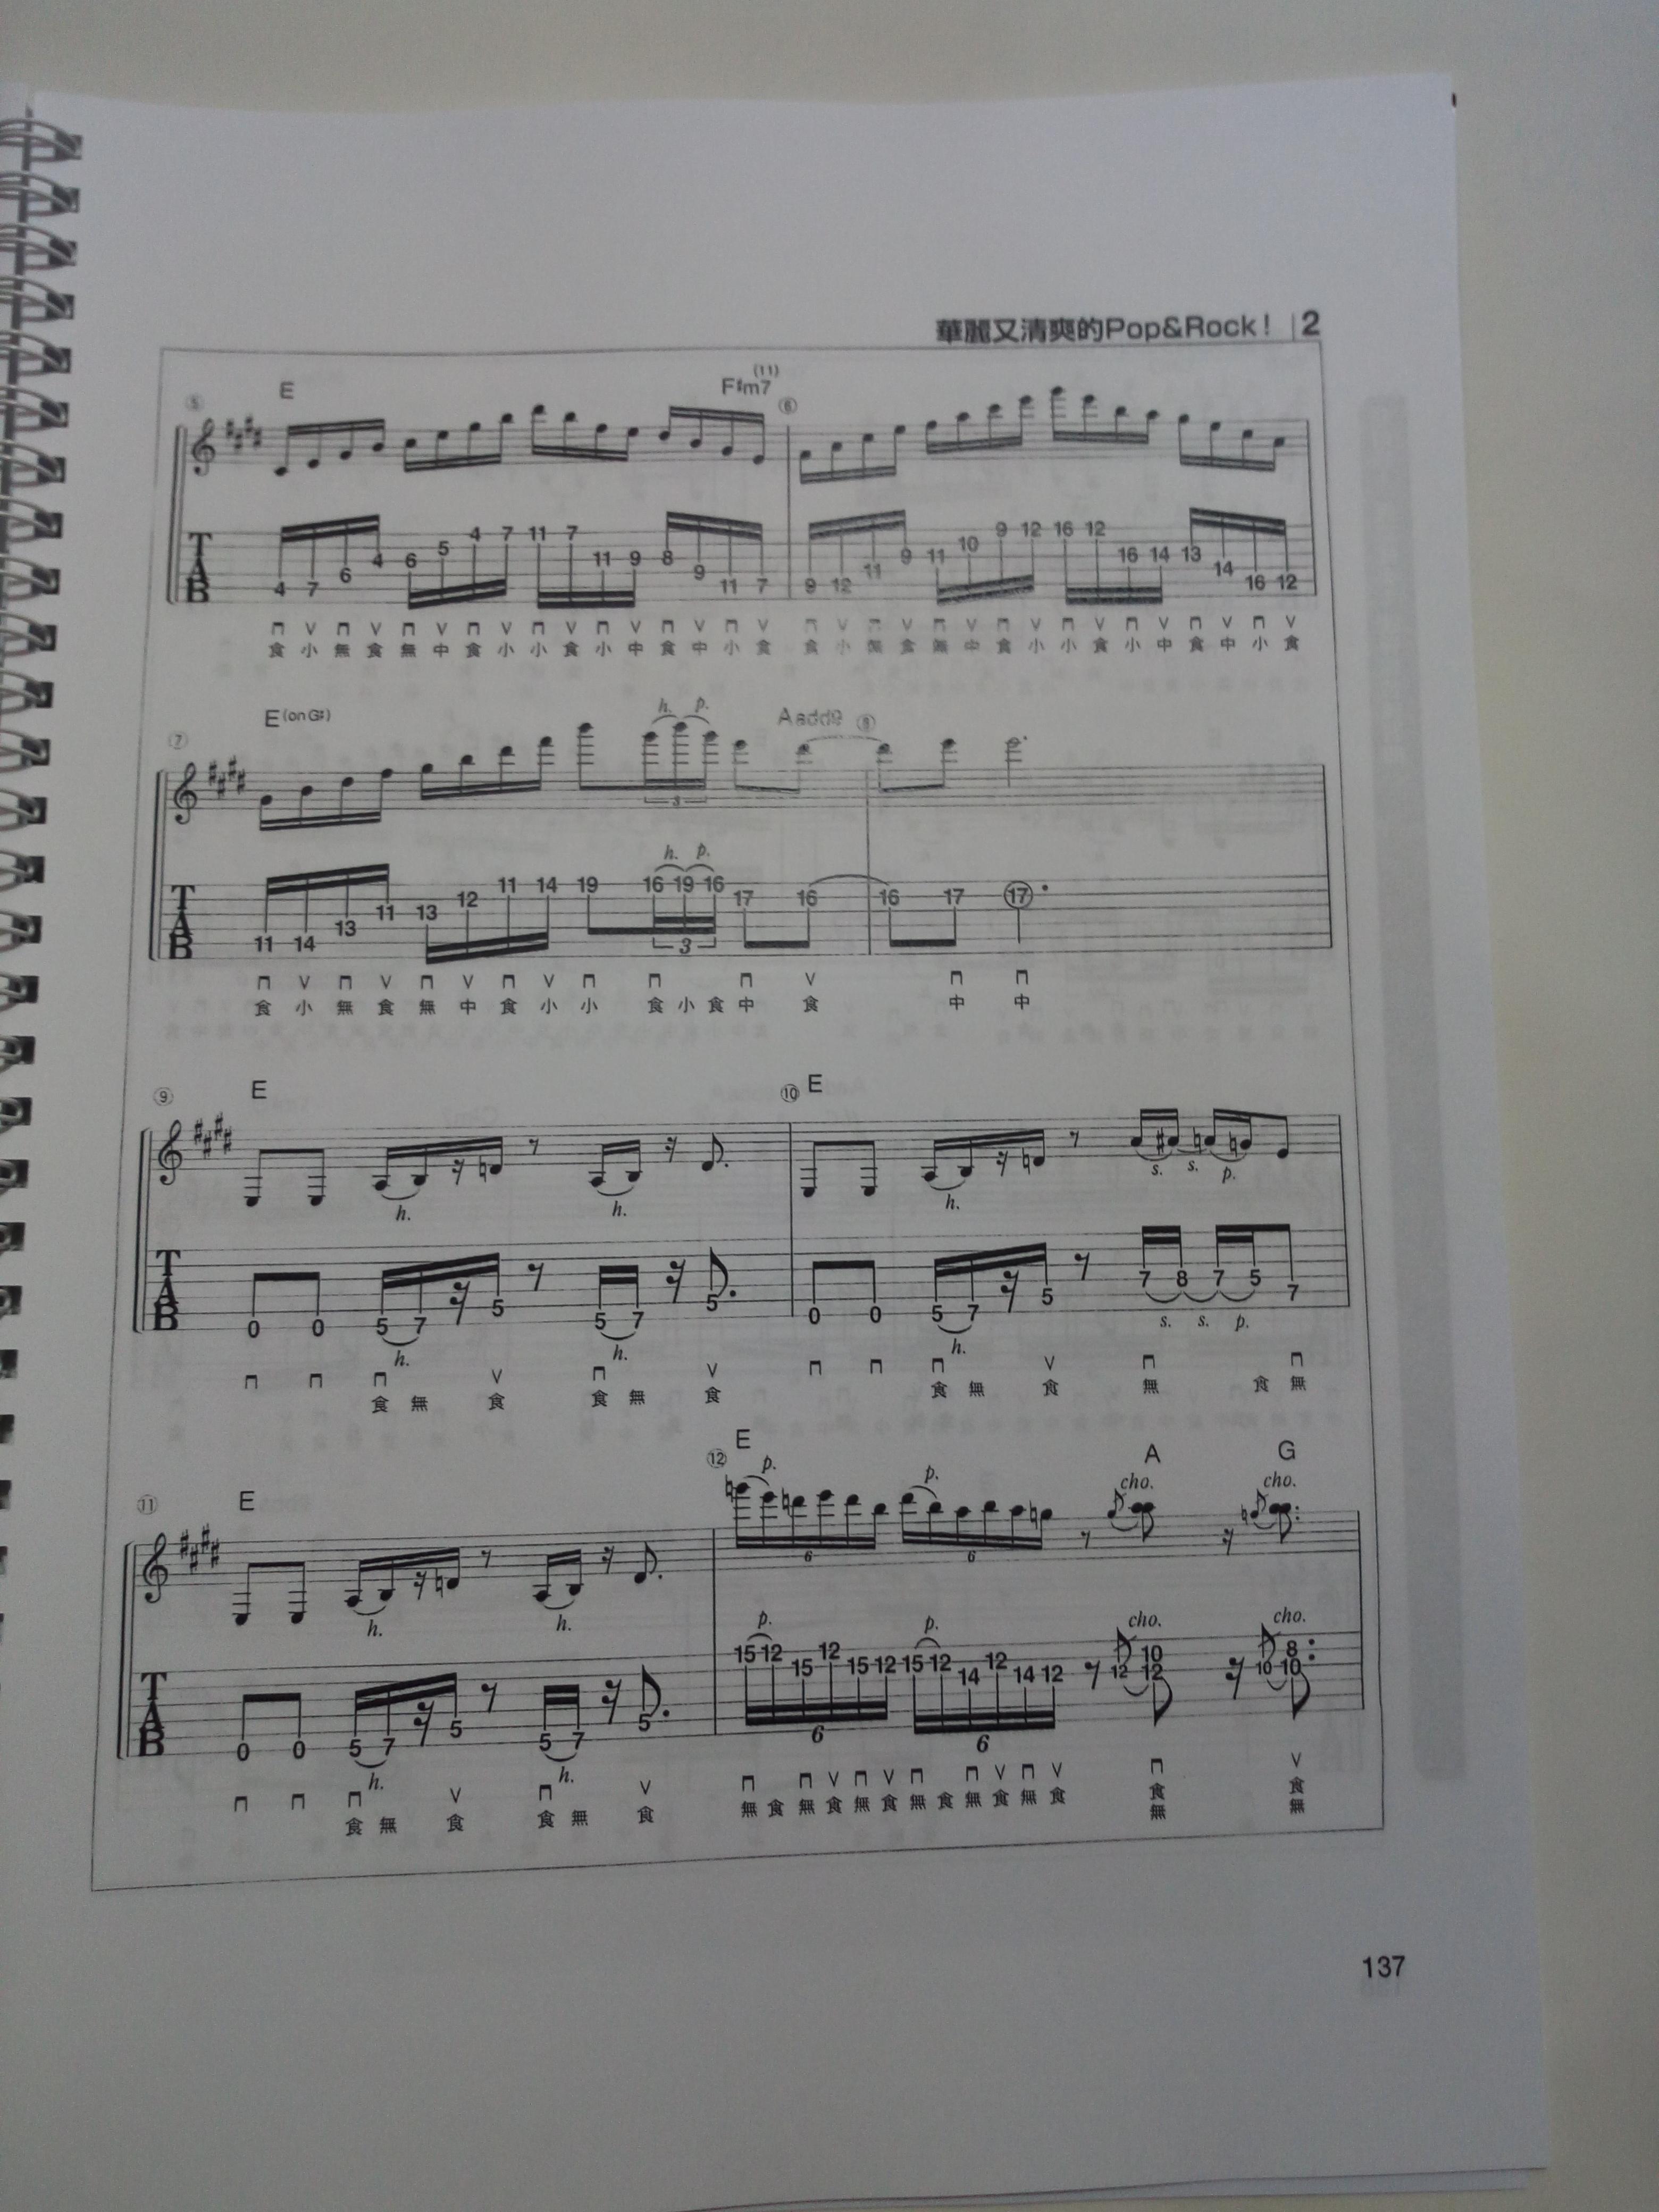 華麗又清爽的Pop&Rock! 2
(11)
E F♯m7
⑤ ⑥
4 7 6 4 6 5 4 7 11 7 11 9 8 9 11 7 9 12 11 9 11 10 9 12 16 12 16 14 13 14 16 12
TAB
食 小 無 食 無 中 食 小 小 食 小 中 食 中 小 食 食 小 無 食 無 中 食 小 小 食 小 中 食 中 小 食
E(onG♯) h. p. Aadd9
⑦ ⑧
3
h. p.
11 14 13 11 13 12 11 14 19 16 19 16 17 16 16 17 17
TAB
3
食 小 無 食 無 中 食 小 小 食 小 食 中 食 中 中
⑨ E ⑩ E
h. h. h. s. s. p.
TAB
0 0 5 7 5 5 7 5 0 0 5 7 5 7 8 7 5 7
h. h. h. s. s. p.
食 無 食 食 無 食 食 無 食 無 食 無
⑪ E ⑫ E A G
p. p. cho. cho.
h. h. 6 6
p. p. cho. cho.
TAB
0 0 5 7 5 5 7 5 15 12 15 12 15 12 15 12 14 12 14 12 12 10 12 10 8 10
h. h. 6 6
食 無 食 食 無 食 無 食 無 食 無 食 無 食 無 食 無 食 食 食
無 無
137